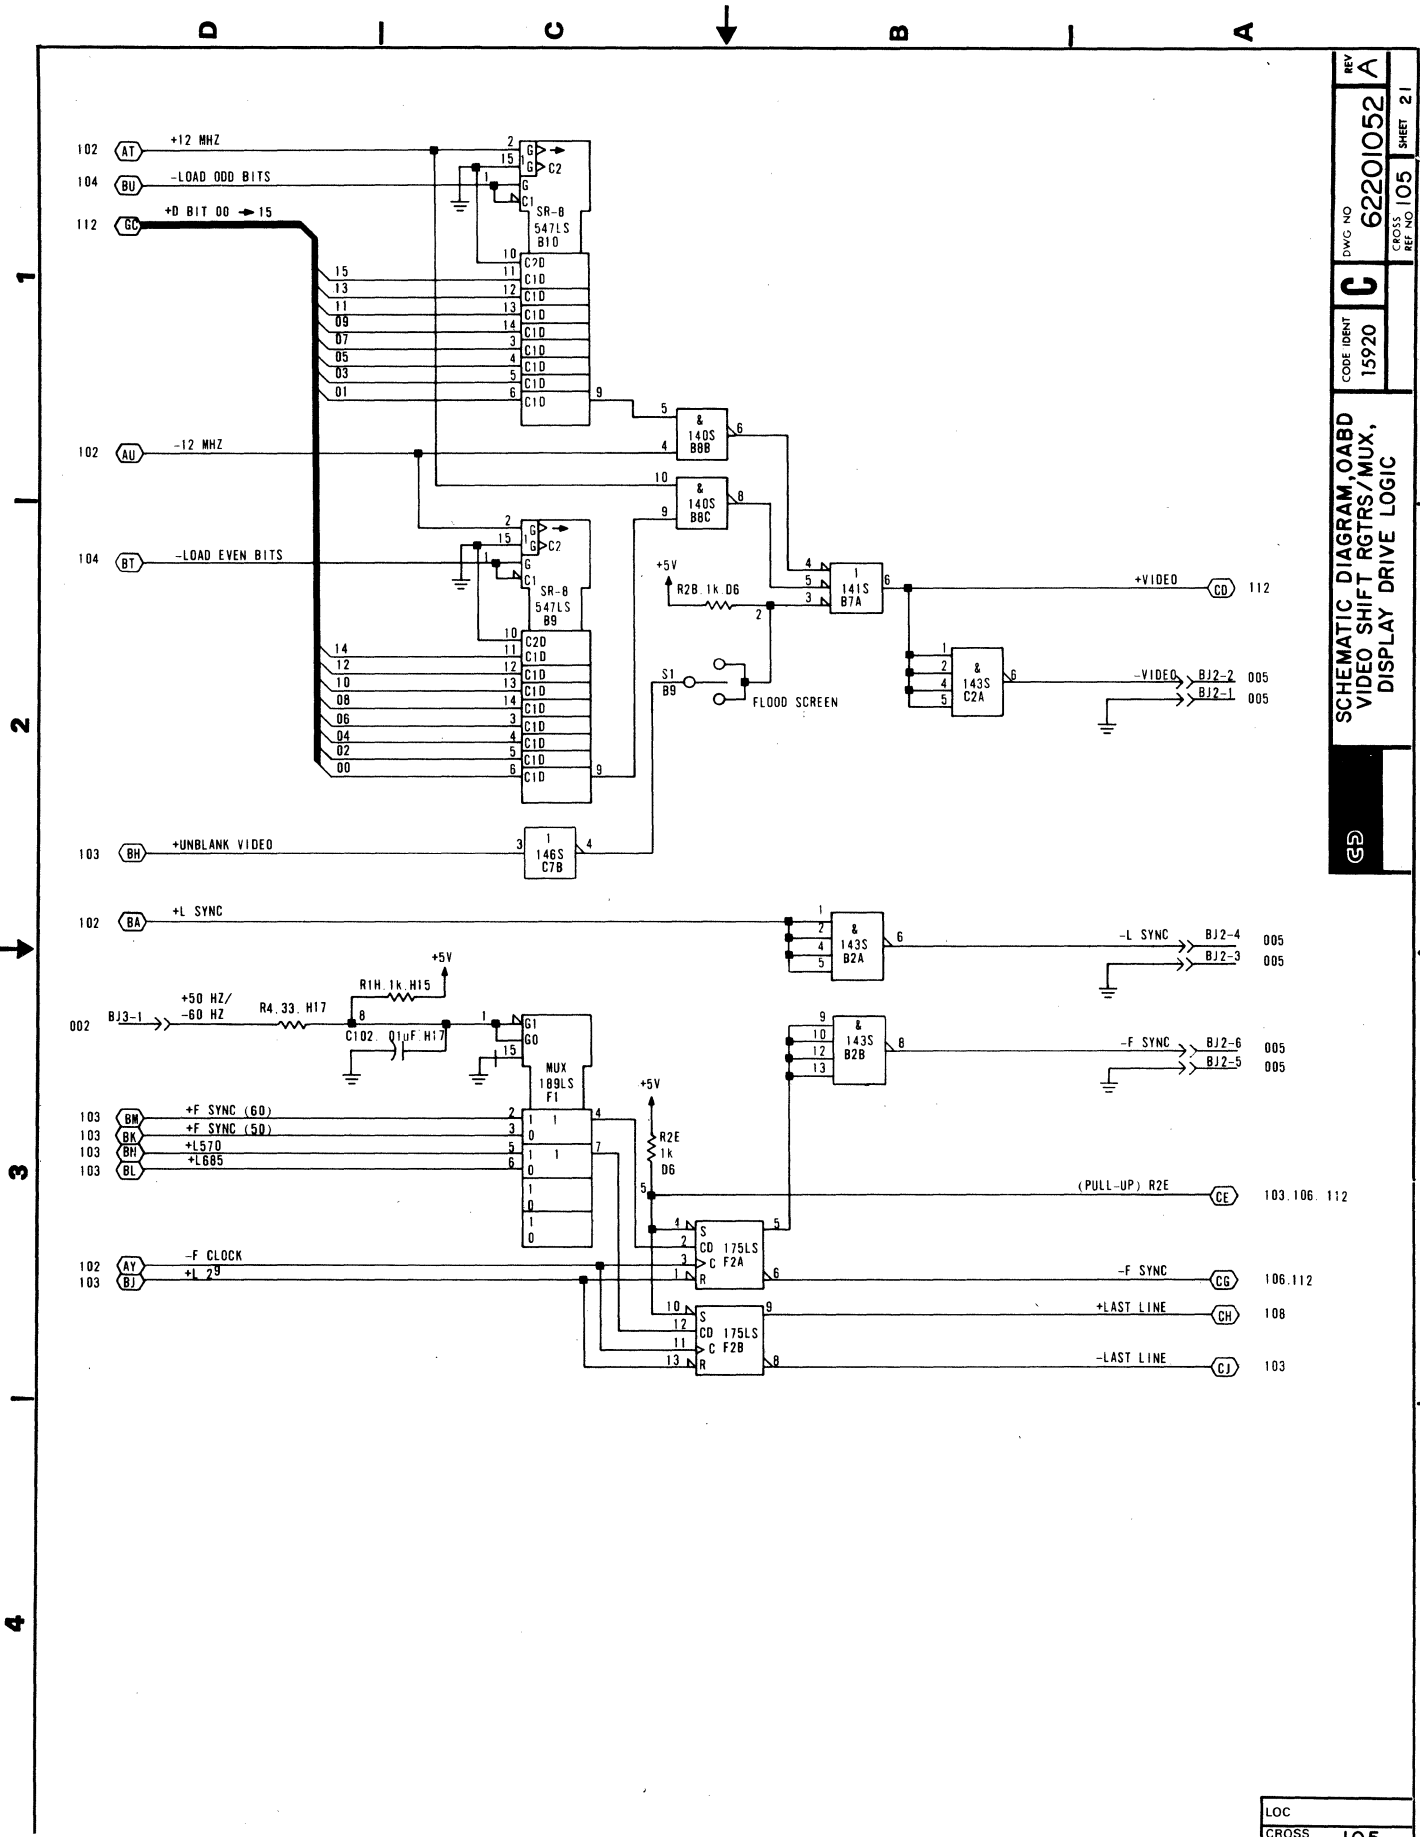 D C B A
1
2
3
4
102 AT +12 MHZ
104 BU -LOAD ODD BITS
112 GC +D BIT 00 → 15
2 G → 
15 1 G C2
1 G
C1
SR-8
547LS
B10
10 C2D
15 11 C1D
13 12 C1D
11 13 C1D
09 14 C1D
07 3 C1D
05 4 C1D
03 5 C1D
01 6 C1D 9
102 AU -12 MHZ
5 & 6
4 140S
B8B
10 & 8
9 140S
B8C
104 BT -LOAD EVEN BITS
2 G →
15 1 G C2
1 G
C1
SR-8
547LS
B9
10 C2D
14 11 C1D
12 12 C1D
10 13 C1D
08 14 C1D
06 3 C1D
04 4 C1D
02 5 C1D
00 6 C1D 9
+5V
R2B.1k.D6
2
4 1 6
5 141S
3 B7A
+VIDEO CD 112
S1
B9
FLOOD SCREEN
1 &
2 143S 6
4 C2A
5
-VIDEO BJ2-2 005
BJ2-1 005
103 BH +UNBLANK VIDEO
3 1 4
146S
C7B
102 BA +L SYNC
1 &
2 143S 6
4 B2A
5
-L SYNC BJ2-4 005
BJ2-3 005
002 BJ3-1
+50 HZ/
-60 HZ
R4.33.H17
R1H.1k.H15
+5V
8
C102. 01uF.H17
1 G1
G0
15
MUX
189LS
F1
9 &
10 143S 8
12 B2B
13
-F SYNC BJ2-6 005
BJ2-5 005
103 BM +F SYNC (60) 2 1 1 4
103 BK +F SYNC (50) 3 0
103 BN +L570 5 1 1 7
103 BL +L685 6 0
1
0
1
0
+5V
R2E
1k
D6
5
(PULL-UP) R2E CE 103.106. 112
102 AY -F CLOCK
103 BJ +L 2⁹
4 S 5
2 CD 175LS
3 C F2A
1 R 6
-F SYNC CG 106.112
10 S 9
12 CD 175LS
11 C F2B
13 R 8
+LAST LINE CH 108
-LAST LINE CJ 103
SCHEMATIC DIAGRAM,OABD
VIDEO SHIFT RGTRS/MUX,
DISPLAY DRIVE LOGIC
CODE IDENT
15920
C
DWG NO
62201052
REV
A
CROSS
REF NO 105
SHEET 21
LOC
CROSS 105